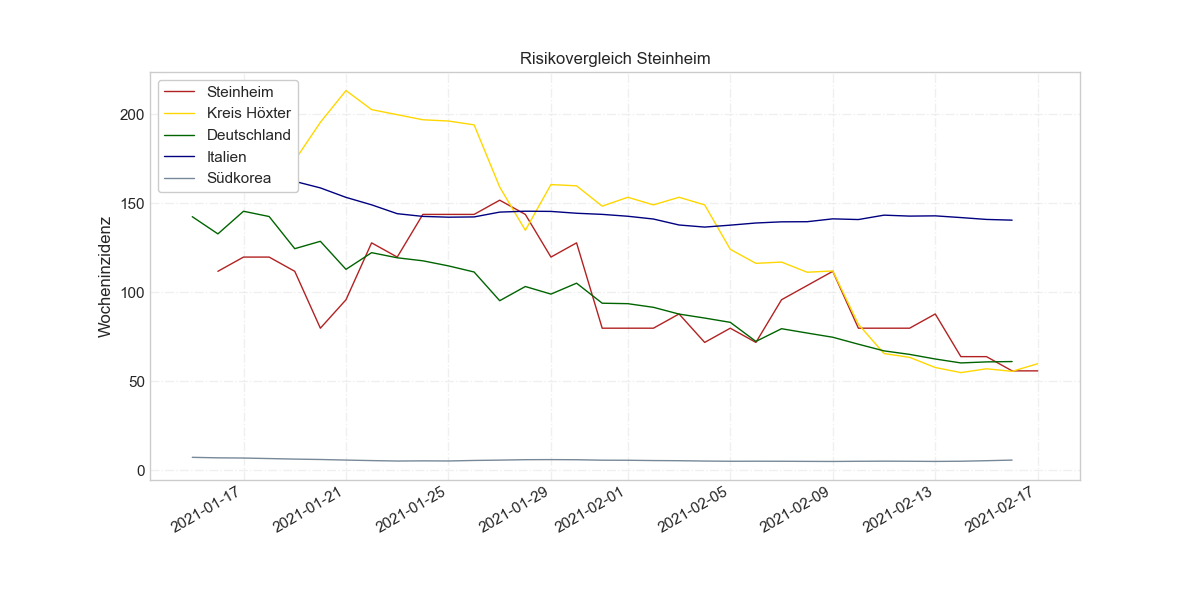 Risikovergleich Steinheim
Steinheim
Kreis Höxter
Deutschland
Italien
Südkorea
Wocheninzidenz
200
150
100
50
0
2021-01-17
2021-01-21
2021-01-25
2021-01-29
2021-02-01
2021-02-05
2021-02-09
2021-02-13
2021-02-17